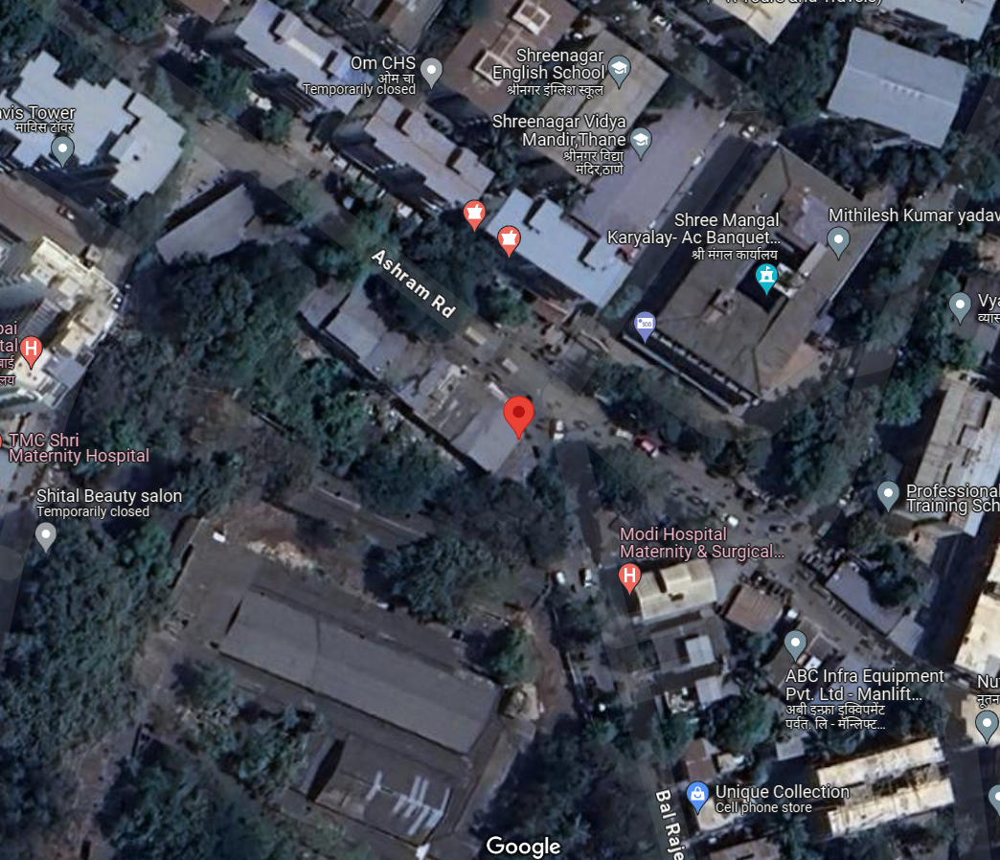 Om CHS
ओम चा
Temporarily closed
Shreenagar
English School
श्रीनगर इंग्लिश स्कूल
Tower
माविस टॉवर
Shreenagar Vidya
Mandir,Thane
श्रीनगर विद्या
मंदिर,ठाणे
Shree Mangal
Karyalay- Ac Banquet...
श्री मंगल कार्यालय
Mithilesh Kumar yadav
Ashram Rd
H
TMC Shri
Maternity Hospital
Shital Beauty salon
Temporarily closed
Professional
Modi Hospital
Maternity & Surgical...
H
ABC Infra Equipment
Pvt. Ltd - Manlift...
अबी इन्फ्रा इक्विपमेंट
पर्वत. लि - मॅन्लिफ्ट...
Unique Collection
Cell phone store
Bal Raje
Google